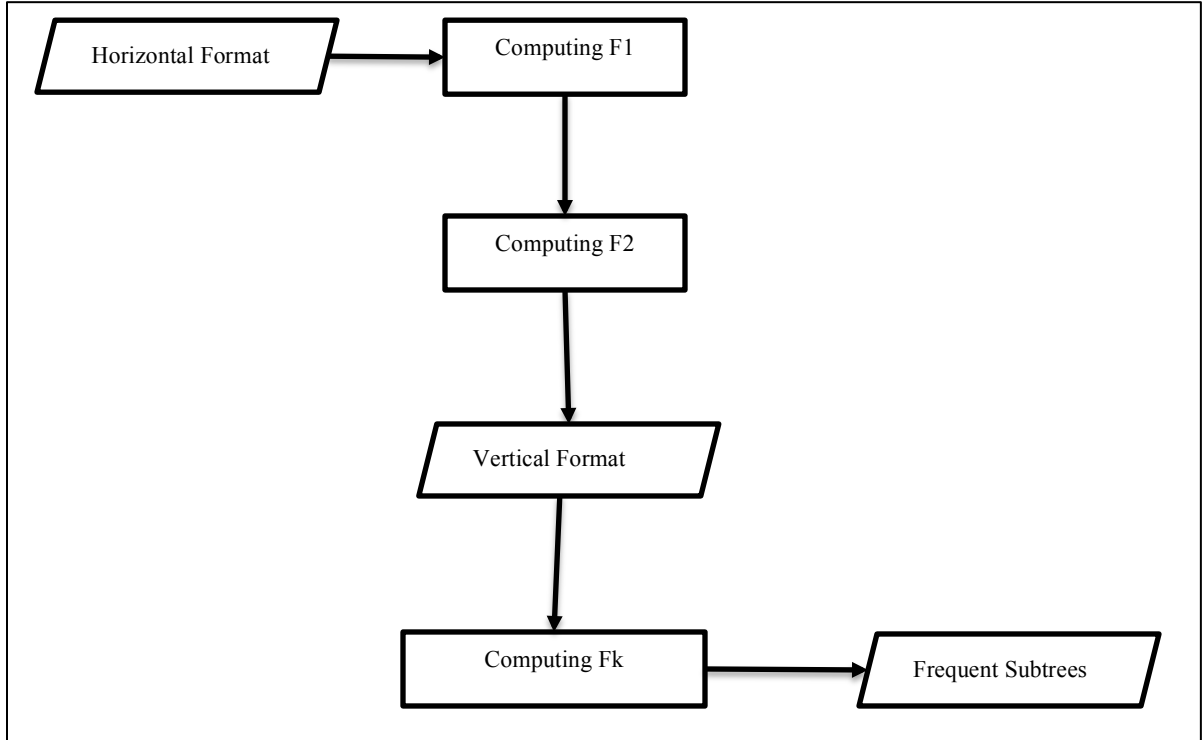 Horizontal Format
Computing F1
Computing F2
Vertical Format
Computing Fk
Frequent Subtrees